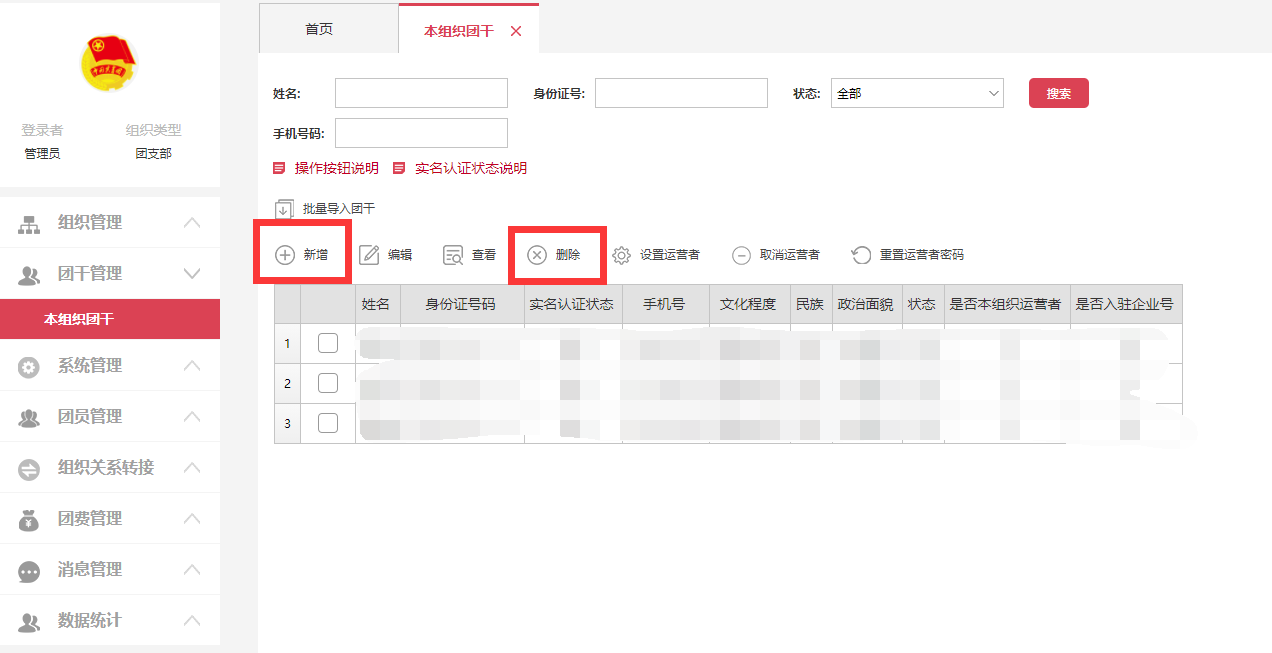 首页
本组织团干
登录者
组织类型
管理员
团支部
组织管理
团干管理
本组织团干
系统管理
团员管理
组织关系转接
团费管理
消息管理
数据统计
姓名:
身份证号:
状态:
全部
搜索
手机号码:
操作按钮说明
实名认证状态说明
批量导入团干
新增
编辑
查看
删除
设置运营者
取消运营者
重置运营者密码
姓名
身份证号码
实名认证状态
手机号
文化程度
民族
政治面貌
状态
是否本组织运营者
是否入驻企业号
1
2
3